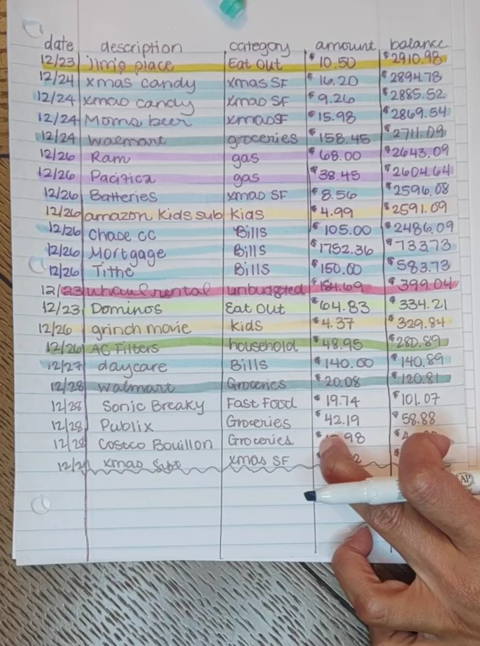 date description category amount balance
12/23 Jim's place Eat Out $10.50 $2910.98
12/24 xmas candy xmas SF $16.20 $2894.78
12/24 xmas candy xmas SF $9.26 $2885.52
12/24 Moms beer xmas SF $15.98 $2869.54
12/24 walmart groceries $158.45 $2711.09
12/26 Ram gas $68.00 $2643.09
12/26 Pacifica gas $38.45 $2604.64
12/26 Batteries xmas SF $8.56 $2596.08
12/26 amazon kids sub kids $4.99 $2591.09
12/26 Chase CC Bills $105.00 $2486.09
12/26 Mortgage Bills $1752.36 $733.73
12/26 Tithe Bills $150.00 $583.73
12/23 uhaul rental unbudgeted $184.69 $399.04
12/23 Dominos Eat Out $64.83 $334.21
12/26 grinch movie kids $4.37 $329.84
12/26 AC Filters household $48.95 $280.89
12/27 daycare Bills $140.00 $140.89
12/28 walmart Groceries $20.08 $120.81
12/28 Sonic Breaky Fast Food $19.74 $101.07
12/28 Publix Groceries $42.19 $58.88
12/28 Costco Bouillon Groceries
xmas xmas SF
AP